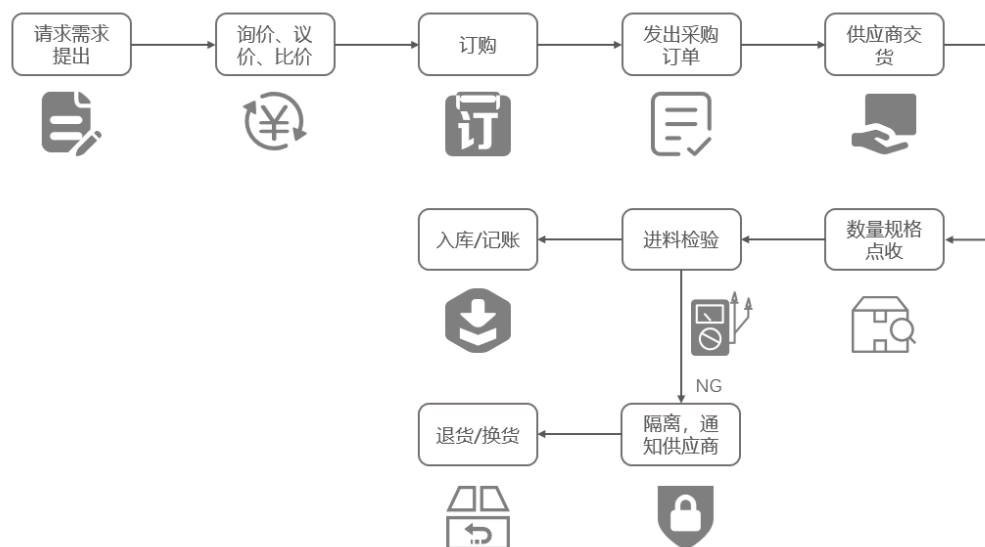 请求需求
提出
询价、议
价、比价
订购
发出采购
订单
供应商交
货
订
入库/记账
进料检验
数量规格
点收
NG
退货/换货
隔离，通
知供应商